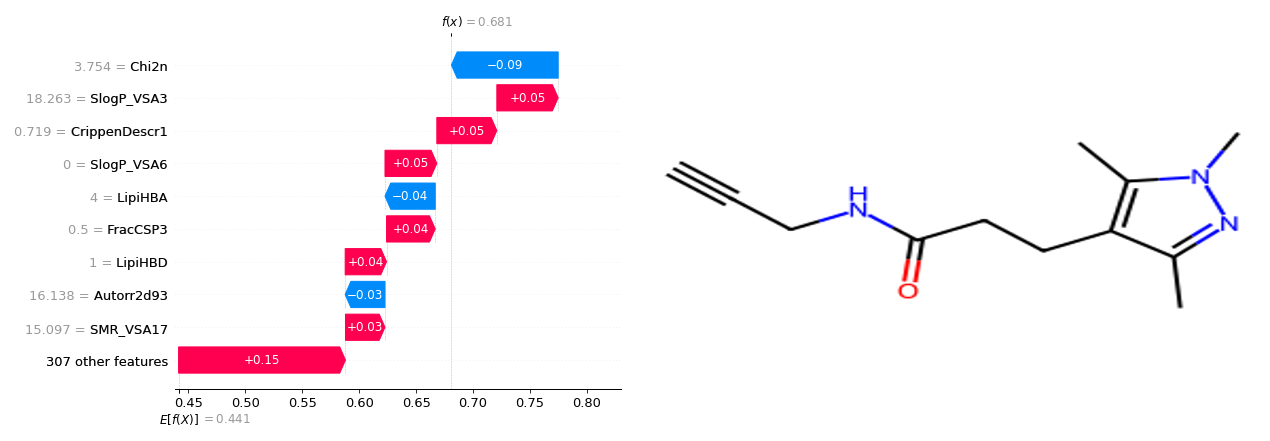 f(x) = 0.681
3.754 = Chi2n
−0.09
18.263 = SlogP_VSA3
+0.05
0.719 = CrippenDescr1
+0.05
0 = SlogP_VSA6
+0.05
4 = LipiHBA
−0.04
0.5 = FracCSP3
+0.04
1 = LipiHBD
+0.04
16.138 = Autorr2d93
−0.03
15.097 = SMR_VSA17
+0.03
307 other features
+0.15
0.45 0.50 0.55 0.60 0.65 0.70 0.75 0.80
E[f(X)] = 0.441
H
N
O
N
N